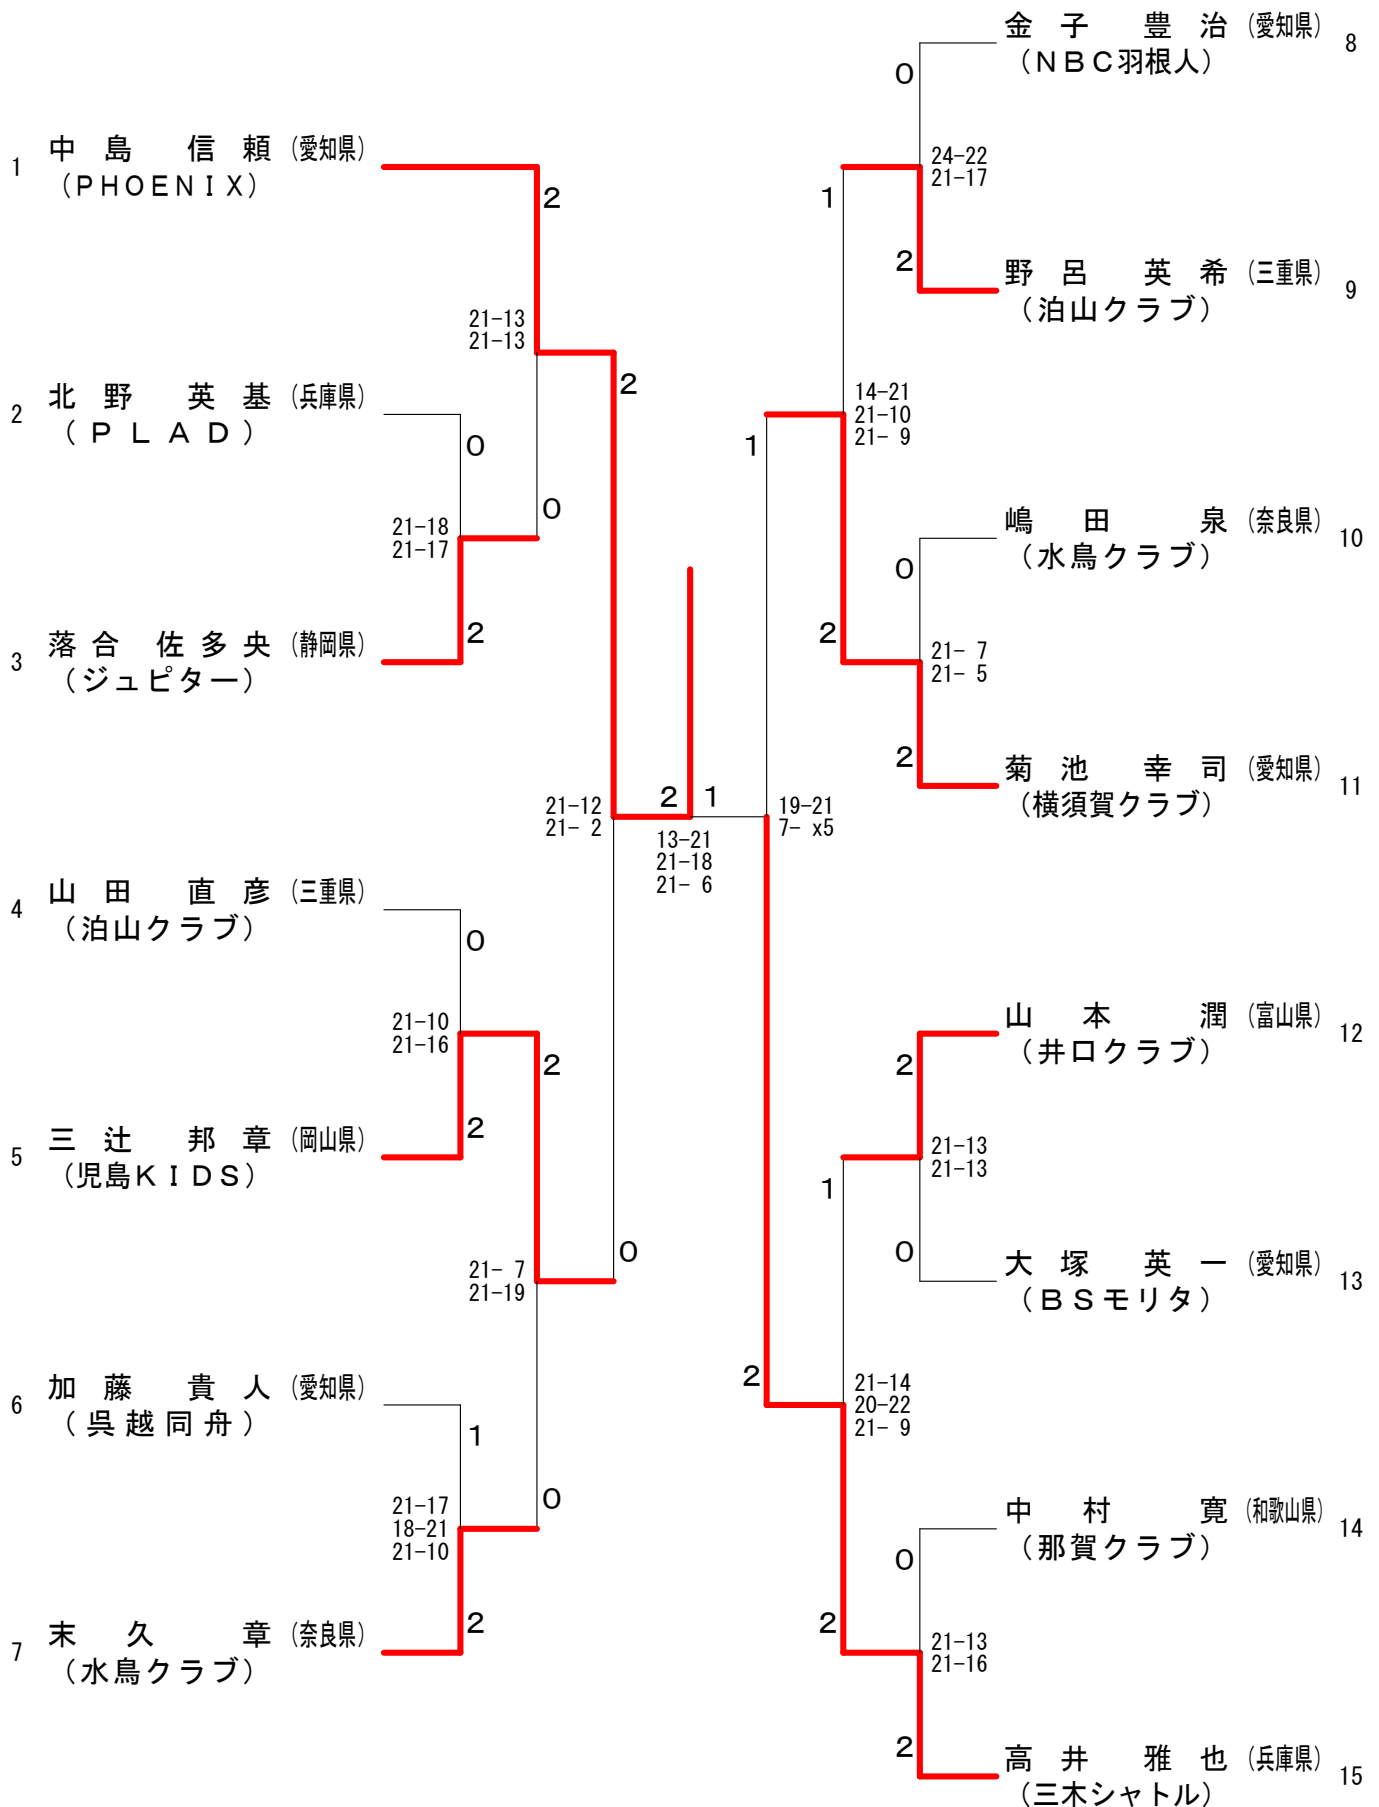 1 中島 信頼 (愛知県)
(PHOENIX)
2
21-13
21-13
2 北野 英基 (兵庫県)
(PLAD)
0
2
0
21-18
21-17
2
3 落合 佐多央 (静岡県)
(ジュピター)
21-12
21- 2
4 山田 直彦 (三重県)
(泊山クラブ)
0
21-10
21-16
2
2
5 三辻 邦章 (岡山県)
(児島KIDS)
0
21- 7
21-19
6 加藤 貴人 (愛知県)
(呉越同舟)
1
0
21-17
18-21
21-10
2
7 末久 章 (奈良県)
(水鳥クラブ)
2 1
13-21
21-18
21- 6
金子 豊治 (愛知県) 8
(NBC羽根人)
0
24-22
21-17
1
2
野呂 英希 (三重県) 9
(泊山クラブ)
14-21
21-10
21- 9
1
嶋田 泉 (奈良県) 10
(水鳥クラブ)
0
2
21- 7
21- 5
2
菊池 幸司 (愛知県) 11
(横須賀クラブ)
19-21
7- x5
山本 潤 (富山県) 12
(井口クラブ)
2
21-13
21-13
1
0
大塚 英一 (愛知県) 13
(BSモリタ)
2
21-14
20-22
21- 9
中村 寛 (和歌山県) 14
(那賀クラブ)
0
2
21-13
21-16
2
高井 雅也 (兵庫県) 15
(三木シャトル)